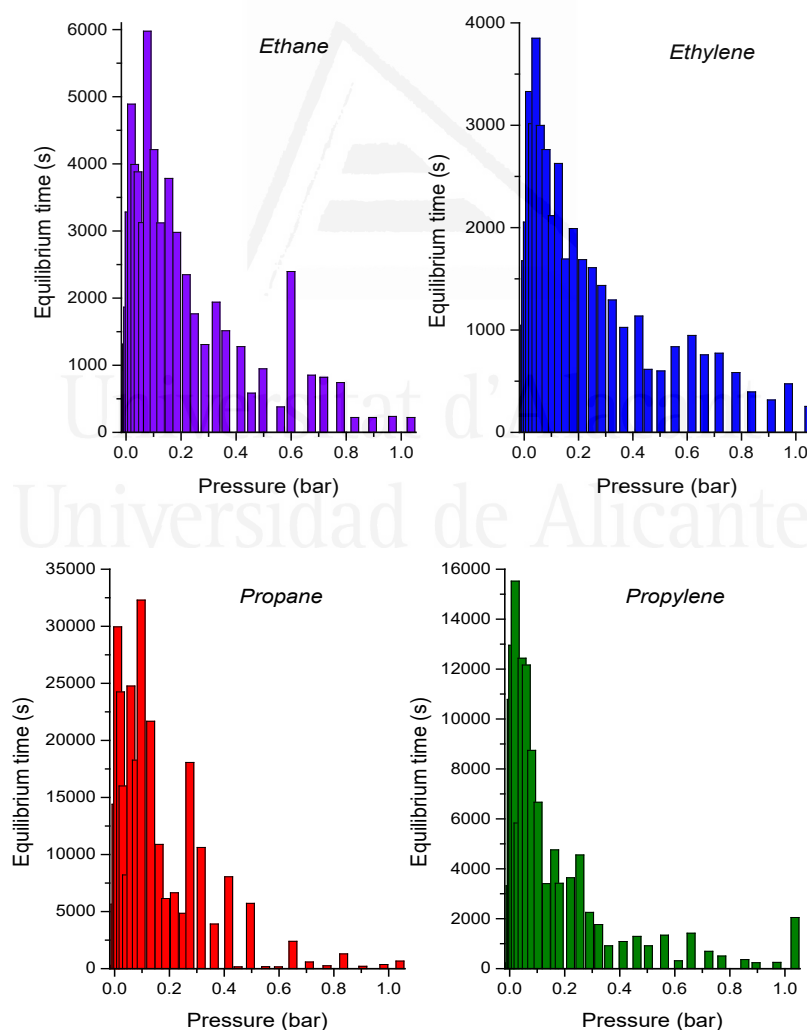 Ethane
6000
5000
4000
3000
2000
1000
0
Equilibrium time (s)
0.0 0.2 0.4 0.6 0.8 1.0
Pressure (bar)
Ethylene
4000
3000
2000
1000
0
Equilibrium time (s)
0.0 0.2 0.4 0.6 0.8 1.0
Pressure (bar)
Universitat d'Alacant
Universidad de Alicante
Propane
35000
30000
25000
20000
15000
10000
5000
0
Equilibrium time (s)
0.0 0.2 0.4 0.6 0.8 1.0
Pressure (bar)
Propylene
16000
14000
12000
10000
8000
6000
4000
2000
0
Equilibrium time (s)
0.0 0.2 0.4 0.6 0.8 1.0
Pressure (bar)